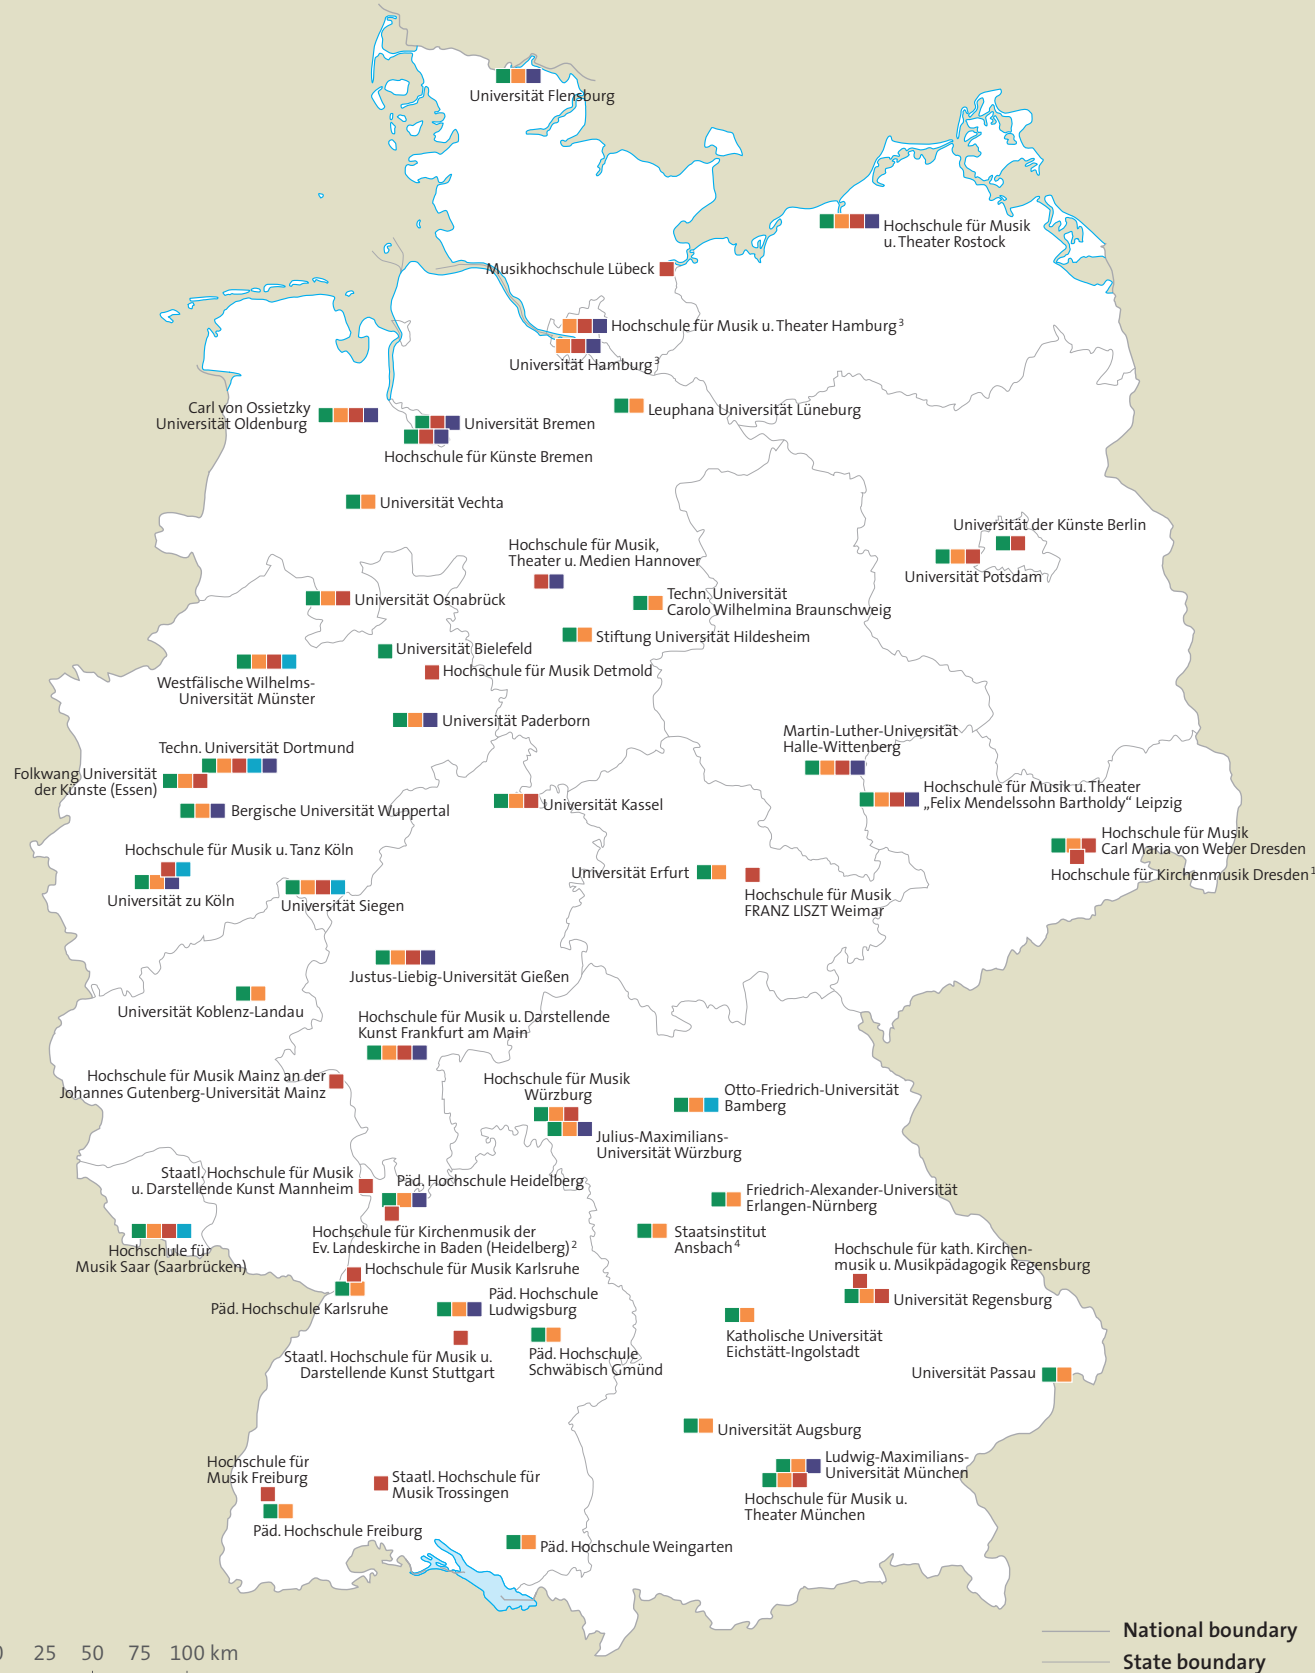 Universität Flensburg
Hochschule für Musik
u. Theater Rostock
Musikhochschule Lübeck
Hochschule für Musik u. Theater Hamburg³
Universität Hamburg³
Carl von Ossietzky
Universität Oldenburg
Leuphana Universität Lüneburg
Universität Bremen
Hochschule für Künste Bremen
Universität Vechta
Universität der Künste Berlin
Universität Potsdam
Hochschule für Musik,
Theater u. Medien Hannover
Universität Osnabrück
Techn. Universität
Carolo Wilhelmina Braunschweig
Stiftung Universität Hildesheim
Universität Bielefeld
Hochschule für Musik Detmold
Westfälische Wilhelms-
Universität Münster
Universität Paderborn
Martin-Luther-Universität
Halle-Wittenberg
Techn. Universität Dortmund
Folkwang Universität
der Künste (Essen)
Hochschule für Musik u. Theater
„Felix Mendelssohn Bartholdy“ Leipzig
Bergische Universität Wuppertal
Universität Kassel
Hochschule für Musik
Carl Maria von Weber Dresden
Hochschule für Kirchenmusik Dresden¹
Hochschule für Musik u. Tanz Köln
Universität zu Köln
Universität Siegen
Universität Erfurt
Hochschule für Musik
FRANZ LISZT Weimar
Justus-Liebig-Universität Gießen
Universität Koblenz-Landau
Hochschule für Musik u. Darstellende
Kunst Frankfurt am Main
Hochschule für Musik Mainz an der
Johannes Gutenberg-Universität Mainz
Hochschule für Musik
Würzburg
Otto-Friedrich-Universität
Bamberg
Julius-Maximilians-
Universität Würzburg
Staatl. Hochschule für Musik
u. Darstellende Kunst Mannheim
Päd. Hochschule Heidelberg
Friedrich-Alexander-Universität
Erlangen-Nürnberg
Hochschule für Kirchenmusik der
Ev. Landeskirche in Baden (Heidelberg)²
Staatsinstitut
Ansbach⁴
Hochschule für
Musik Saar (Saarbrücken)
Hochschule für kath. Kirchen-
musik u. Musikpädagogik Regensburg
Hochschule für Musik Karlsruhe
Päd. Hochschule Karlsruhe
Päd. Hochschule
Ludwigsburg
Universität Regensburg
Katholische Universität
Eichstätt-Ingolstadt
Staatl. Hochschule für Musik u.
Darstellende Kunst Stuttgart
Päd. Hochschule
Schwäbisch Gmünd
Universität Passau
Universität Augsburg
Ludwig-Maximilians-
Universität München
Hochschule für Musik u.
Theater München
Hochschule für
Musik Freiburg
Staatl. Hochschule für
Musik Trossingen
Päd. Hochschule Freiburg
Päd. Hochschule Weingarten
0 25 50 75 100 km
National boundary
State boundary